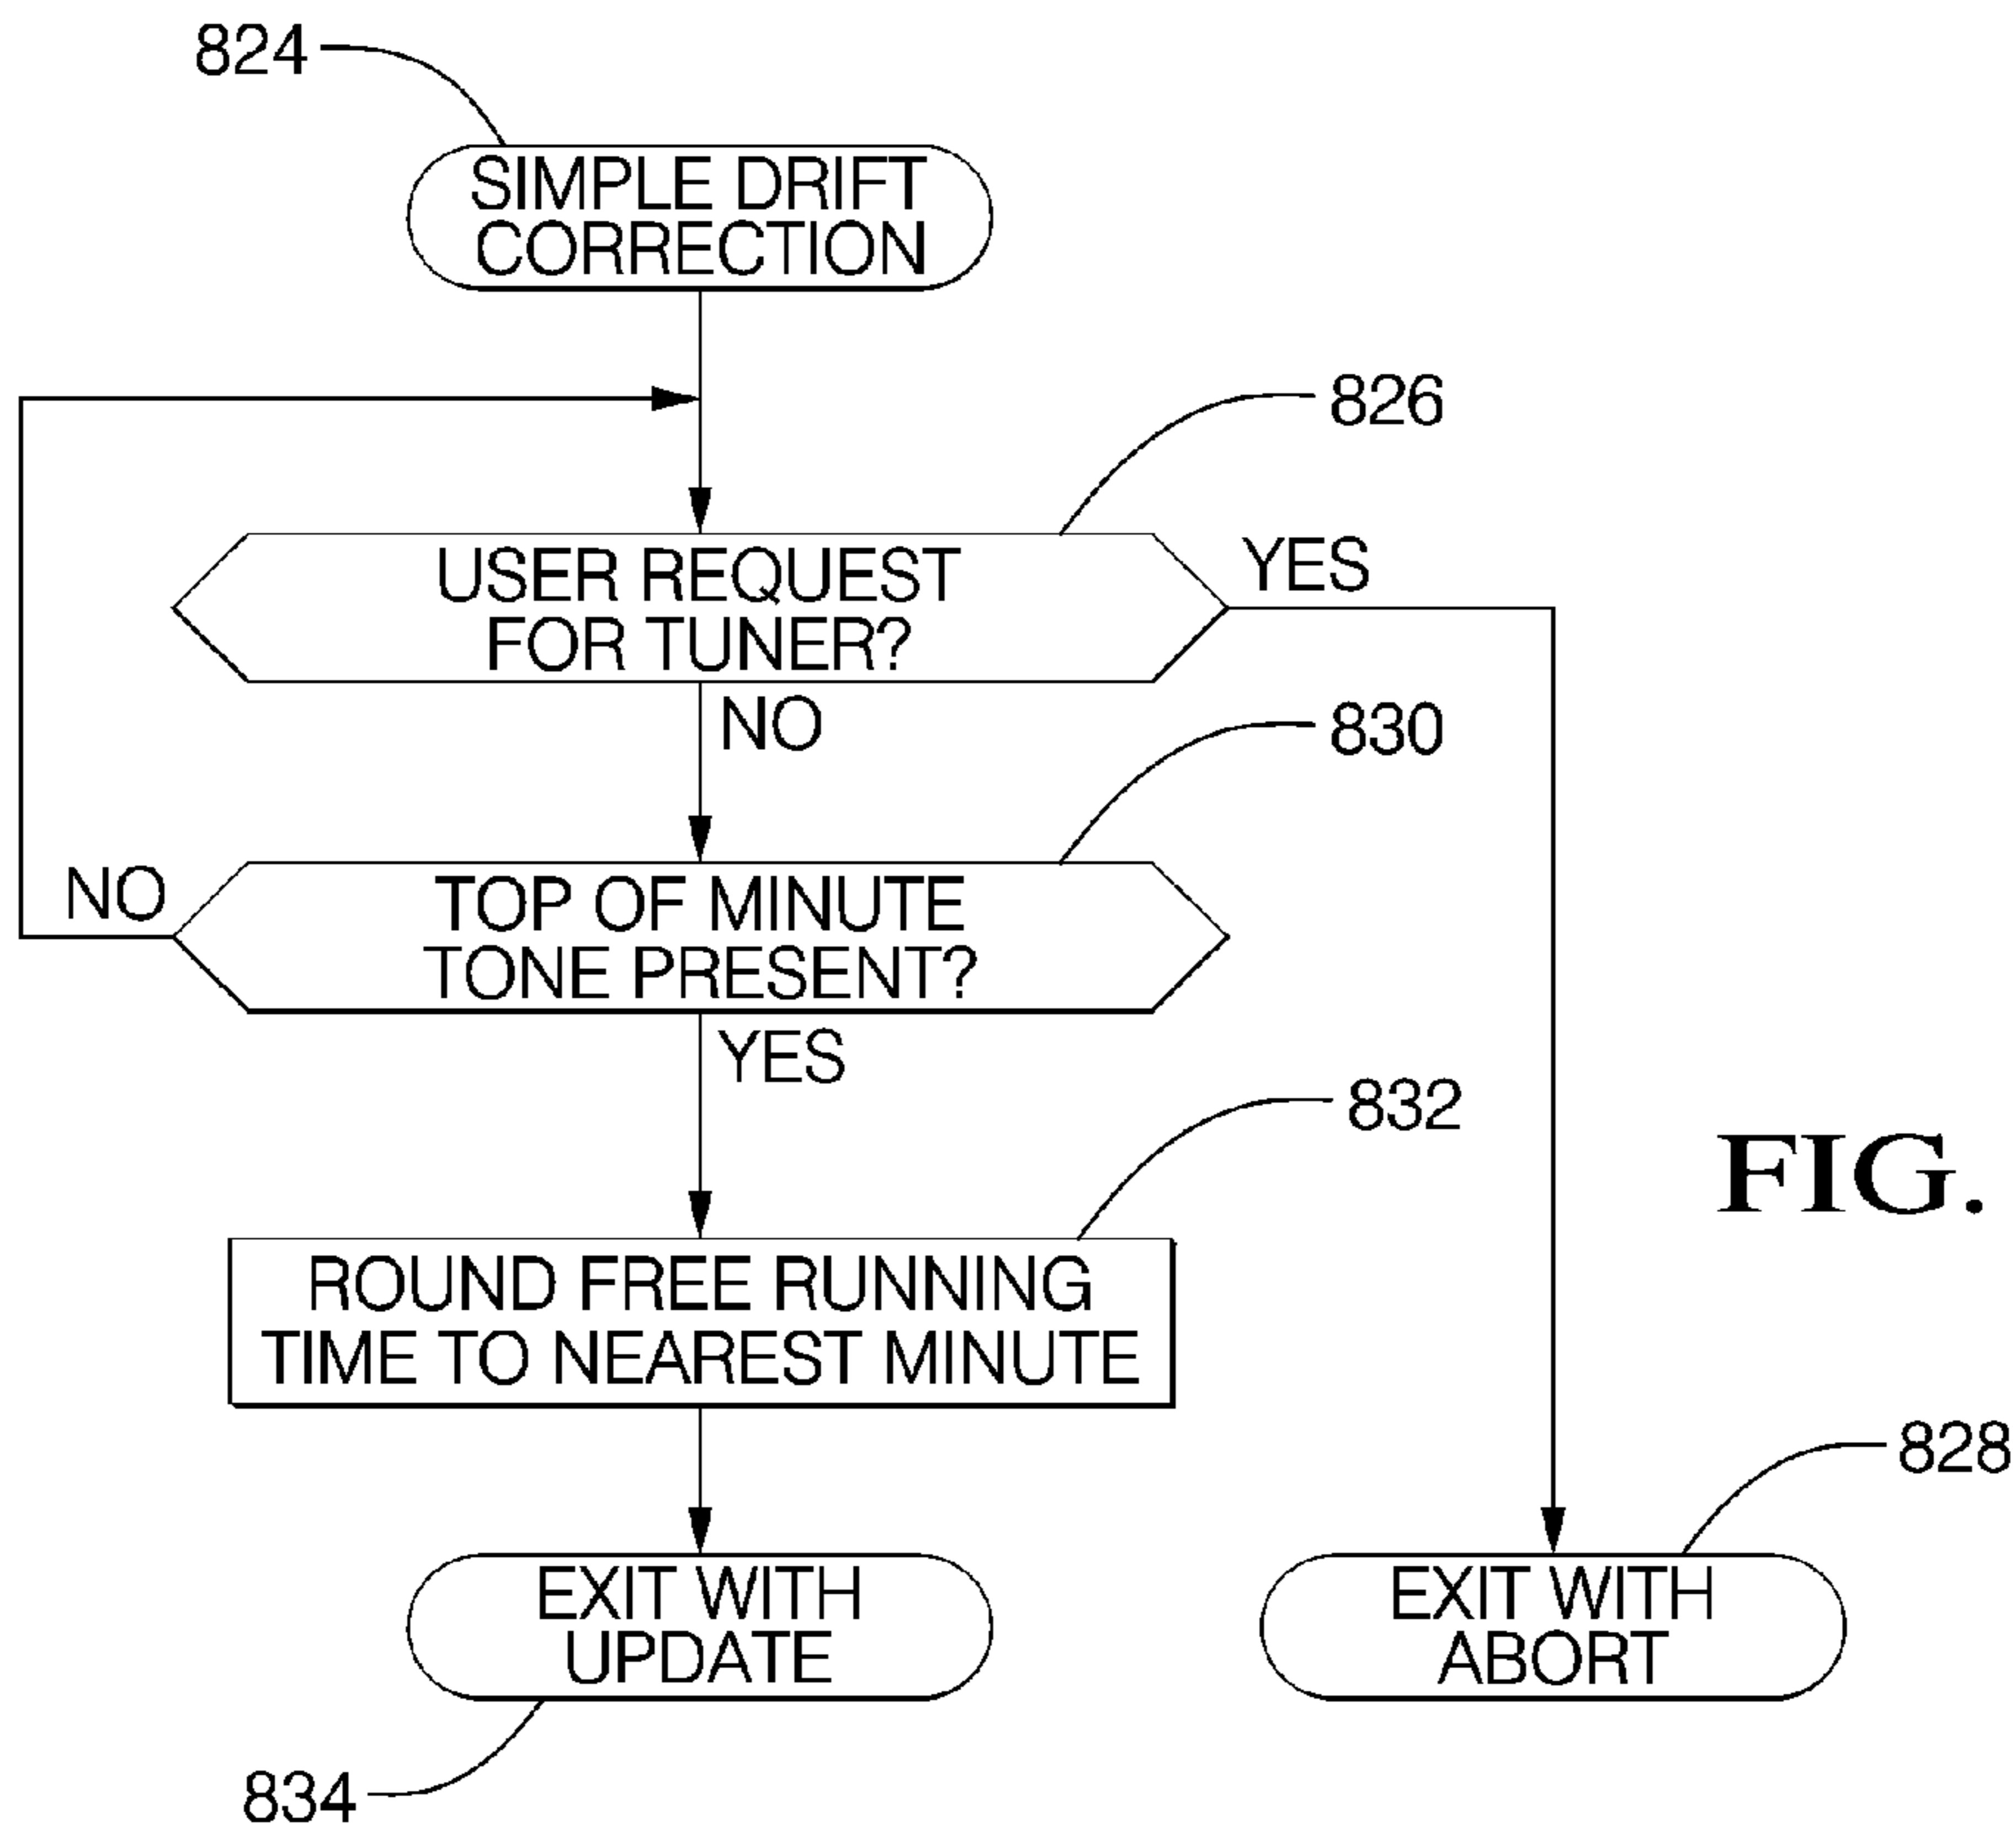 824
SIMPLE DRIFT
CORRECTION
826
USER REQUEST
FOR TUNER?
YES
NO
830
NO
TOP OF MINUTE
TONE PRESENT?
YES
832
FIG.
ROUND FREE RUNNING
TIME TO NEAREST MINUTE
828
EXIT WITH
UPDATE
EXIT WITH
ABORT
834